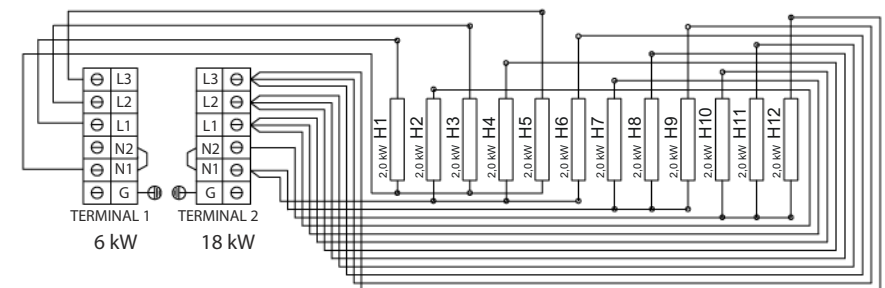 L3
L2
L1
N2
N1
G
TERMINAL 1
6 kW
L3
L2
L1
N2
N1
G
TERMINAL 2
18 kW
H1
2,0 kW
H2
2,0 kW
H3
2,0 kW
H4
2,0 kW
H5
2,0 kW
H6
2,0 kW
H7
2,0 kW
H8
2,0 kW
H9
2,0 kW
H10
2,0 kW
H11
2,0 kW
H12
2,0 kW